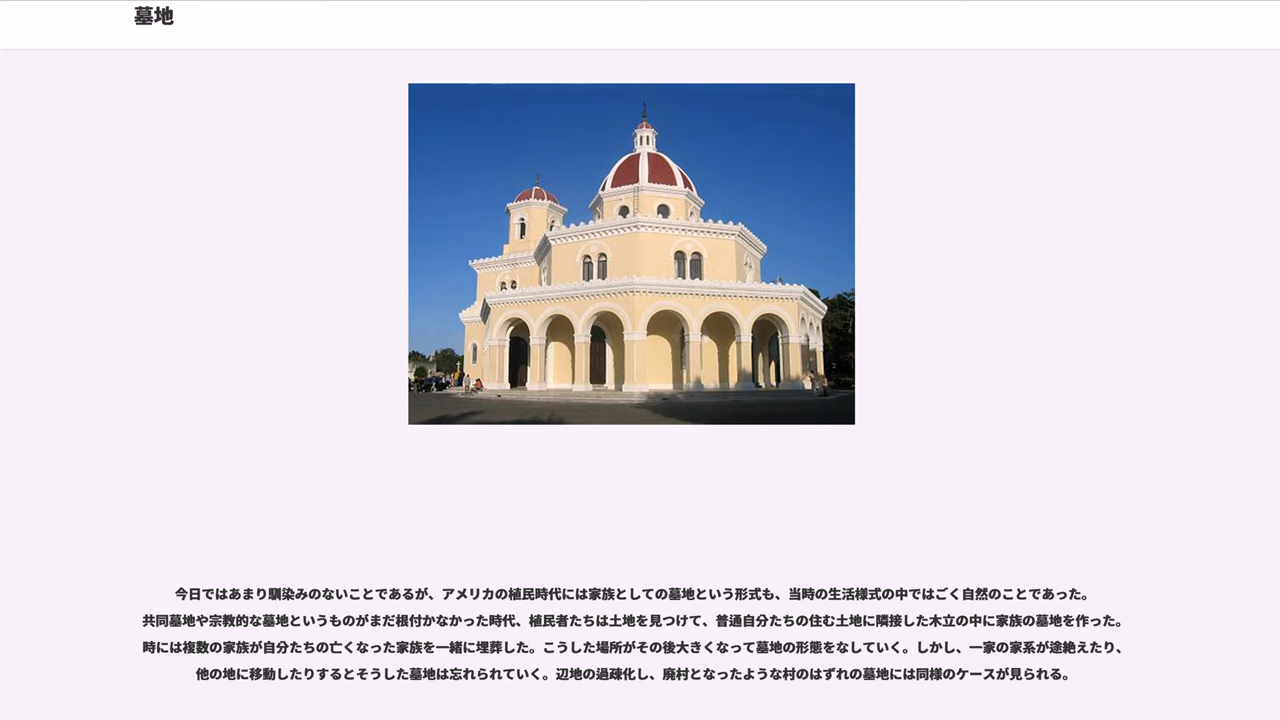 墓地
今日ではあまり馴染みのないことであるが、アメリカの植民時代には家族としての墓地という形式も、当時の生活様式の中ではごく自然のことであった。
共同墓地や宗教的な墓地というものがまだ根付かなかった時代、植民者たちは土地を見つけて、普通自分たちの住む土地に隣接した木立の中に家族の墓地を作った。
時には複数の家族が自分たちの亡くなった家族を一緒に埋葬した。こうした場所がその後大きくなって墓地の形態をなしていく。しかし、一家の家系が途絶えたり、
他の地に移動したりするとそうした墓地は忘れられていく。辺地の過疎化し、廃村となったような村のはずれの墓地には同様のケースが見られる。